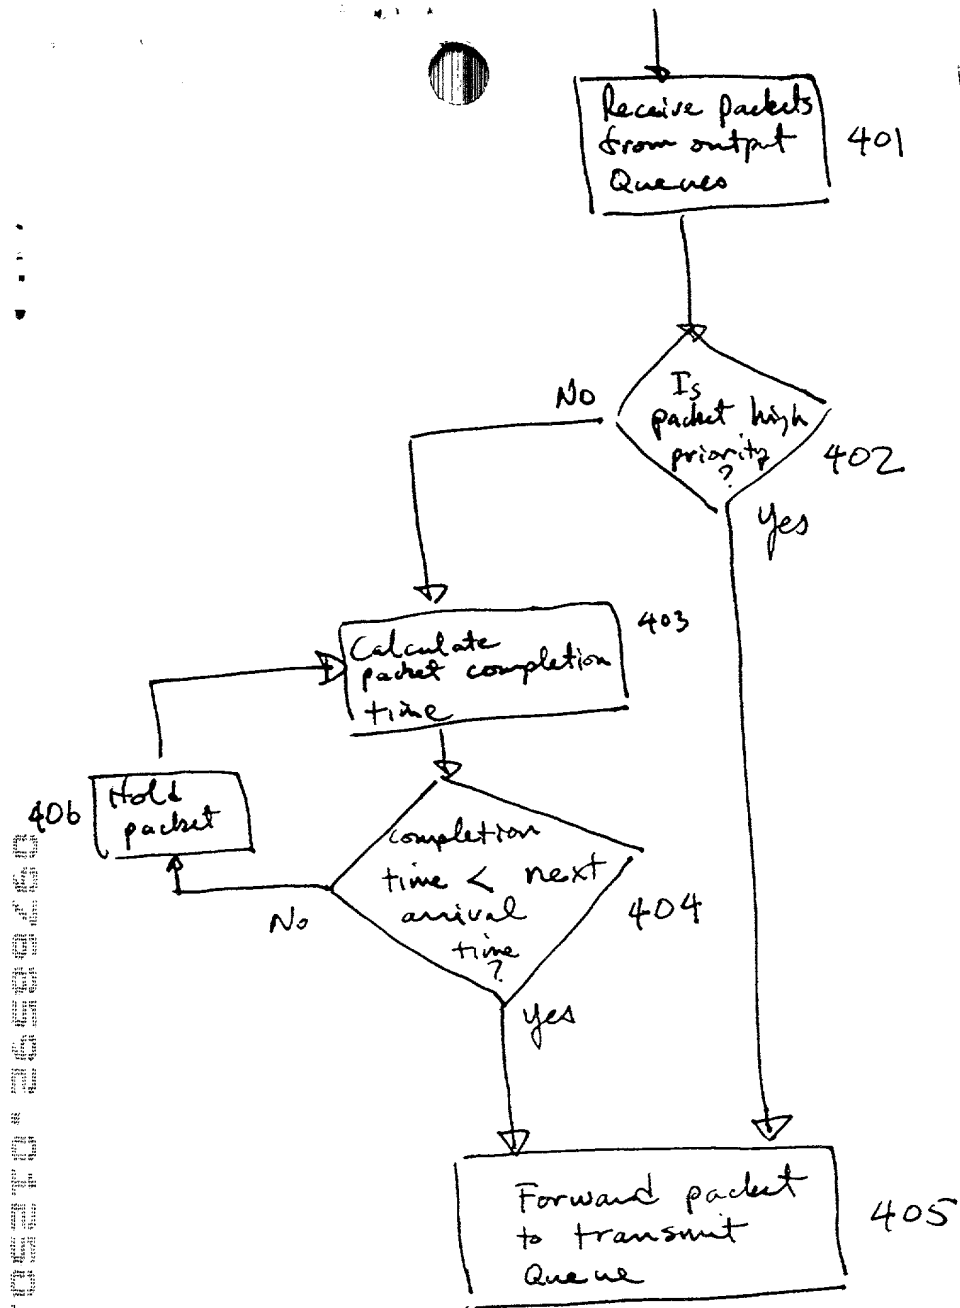 Receive packets
from output
Queues
401
Is
packet high
priority
?
402
No
Yes
Calculate
packet completion
time
403
Hold
packet
406
completion
time < next
arrival
time
?
404
No
Yes
Forward packet
to transmit
Queue
405